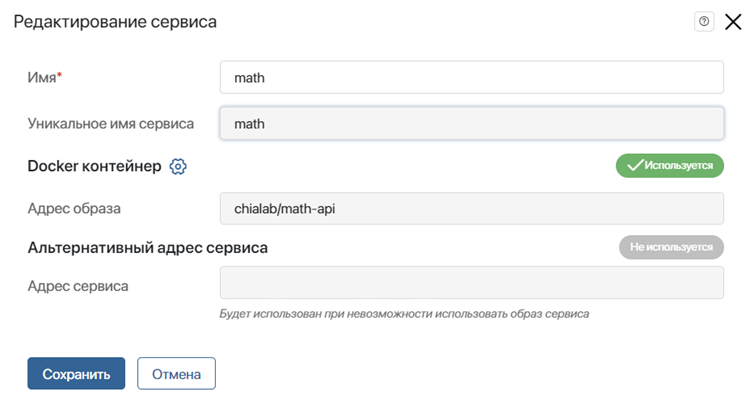 Редактирование сервиса
Имя* math
Уникальное имя сервиса math
Docker контейнер Используется
Адрес образа chialab/math-api
Альтернативный адрес сервиса Не используется
Адрес сервиса
Будет использован при невозможности использовать образ сервиса
Сохранить Отмена